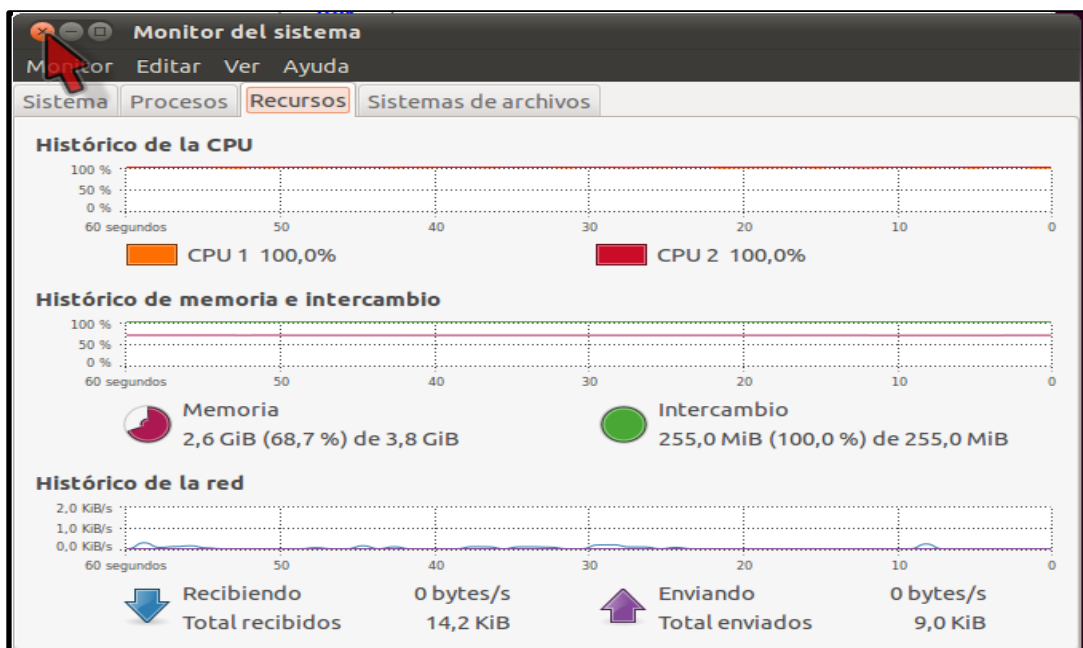 Monitor del sistema
Monitor Editar Ver Ayuda
Sistema Procesos Recursos Sistemas de archivos
Histórico de la CPU
100 %
50 %
0 %
60 segundos 50 40 30 20 10 0
CPU 1 100,0% CPU 2 100,0%
Histórico de memoria e intercambio
100 %
50 %
0 %
60 segundos 50 40 30 20 10 0
Memoria Intercambio
2,6 GiB (68,7 %) de 3,8 GiB 255,0 MiB (100,0 %) de 255,0 MiB
Histórico de la red
2,0 KiB/s
1,0 KiB/s
0,0 KiB/s
60 segundos 50 40 30 20 10 0
Recibiendo 0 bytes/s Enviando 0 bytes/s
Total recibidos 14,2 KiB Total enviados 9,0 KiB